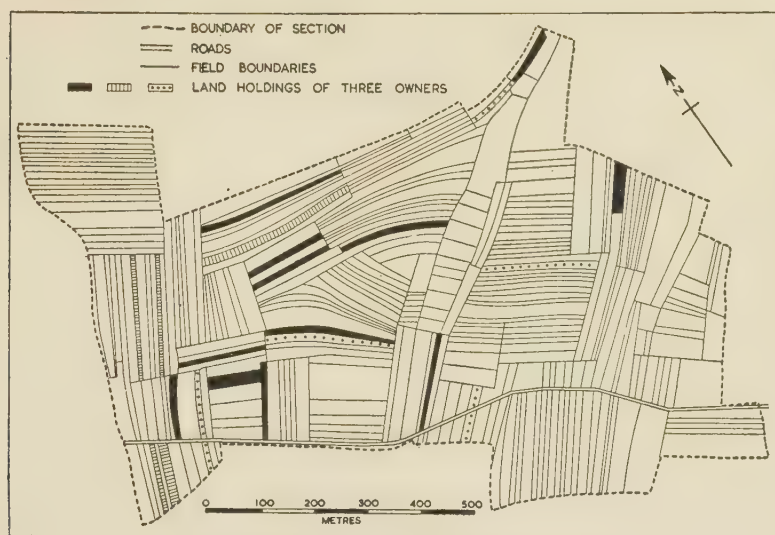 BOUNDARY OF SECTION
ROADS
FIELD BOUNDARIES
LAND HOLDINGS OF THREE OWNERS
N
0 100 200 300 400 500
METRES